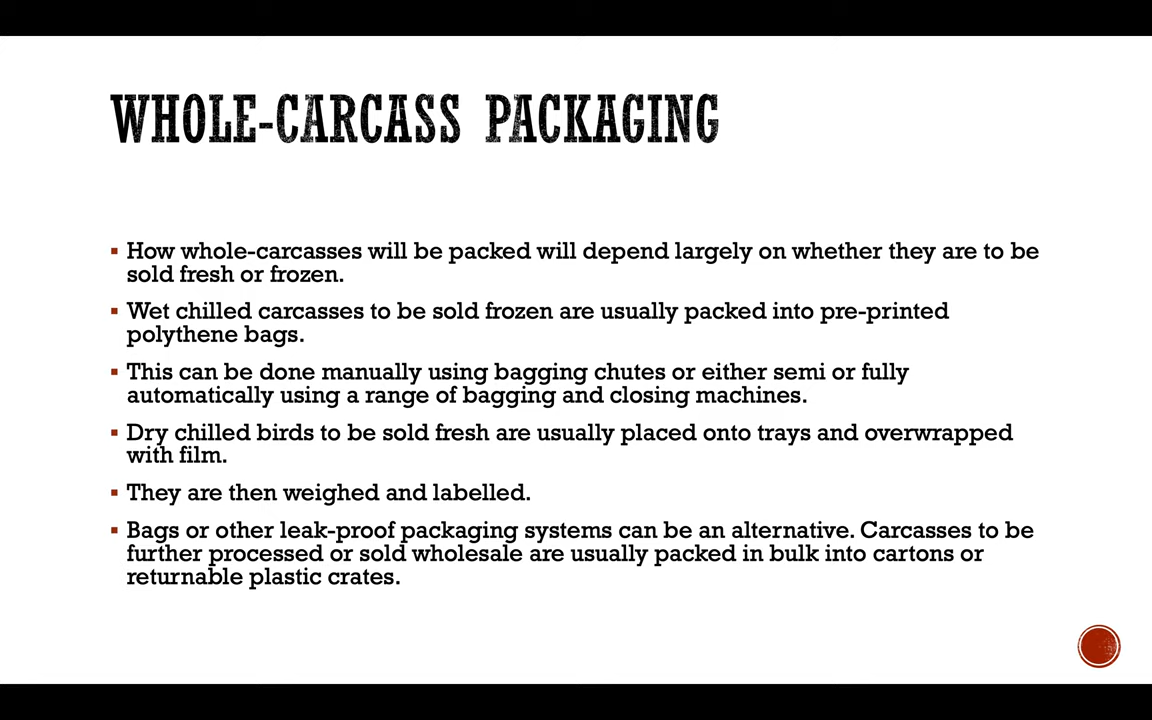 WHOLE-CARCASS PACKAGING
How whole-carcasses will be packed will depend largely on whether they are to be
sold fresh or frozen.
Wet chilled carcasses to be sold frozen are usually packed into pre-printed
polythene bags.
This can be done manually using bagging chutes or either semi or fully
automatically using a range of bagging and closing machines.
Dry chilled birds to be sold fresh are usually placed onto trays and overwrapped
with film.
They are then weighed and labelled.
Bags or other leak-proof packaging systems can be an alternative. Carcasses to be
further processed or sold wholesale are usually packed in bulk into cartons or
returnable plastic crates.